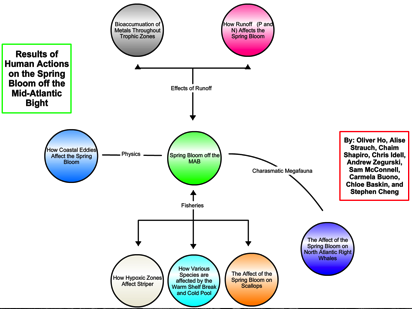 Bioaccumuation of
Metals Throughout
Trophic Zones
How Runoff (P and
N) Affects the
Spring Bloom
Results of
Human Actions
on the Spring
Bloom off the
Mid-Atlantic
Bight
Effects of Runoff
How Coastal Eddies
Affect the Spring
Bloom
Physics
Spring Bloom off the
MAB
Charasmatic Megafauna
By: Oliver Ho, Alise
Strauch, Chaim
Shapiro, Chris Idell,
Andrew Zegurski,
Sam McConnell,
Carmela Buono,
Chloe Baskin, and
Stephen Cheng
Fisheries
The Affect of the
Spring Bloom on
North Atlantic Right
Whales
How Hypoxic Zones
Affect Striper
How Various
Species are
affected by the
Warm Shelf Break
and Cold Pool
The Affect of the
Spring Bloom on
Scallops